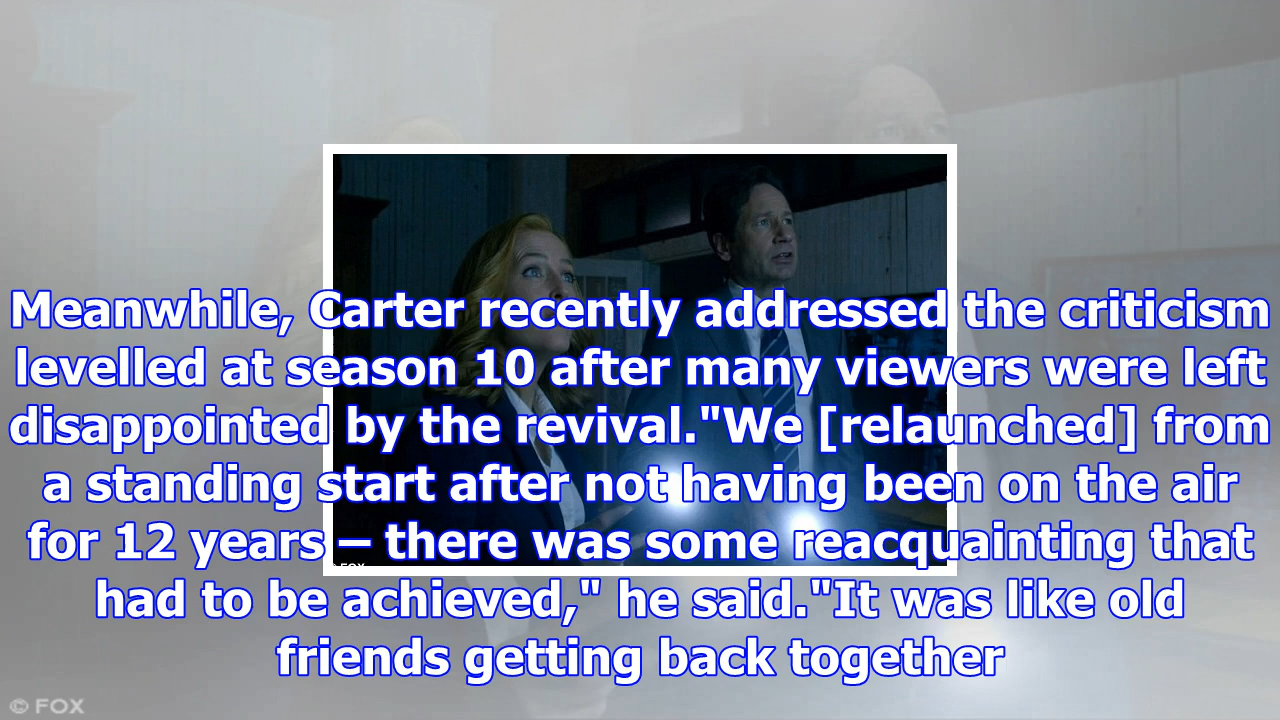 Meanwhile, Carter recently addressed the criticism
levelled at season 10 after many viewers were left
disappointed by the revival."We [relaunched] from
a standing start after not having been on the air
for 12 years – there was some reacquainting that
had to be achieved," he said."It was like old
friends getting back together
© FOX
© FOX